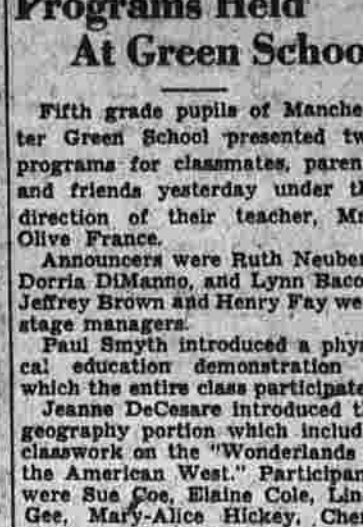 Programs Held
At Green Schoo
Fifth grade pupils of Manche
ter Green School presented tw
programs for classmates, paren
and friends yesterday under th
direction of their teacher, Mr
Olive France.
Announcers were Ruth Neuber
Dorria DiManno, and Lynn Baco
Jeffrey Brown and Henry Fay we
stage managers.
Paul Smyth introduced a phys
cal education demonstration
which the entire class participate
Jeanne DeCesare introduced t
geography portion which includ
classwork on the "Wonderlands
the American West." Participan
were Sue Coe, Elaine Cole, Lin
Gee, Mary-Alice Hickey, Che